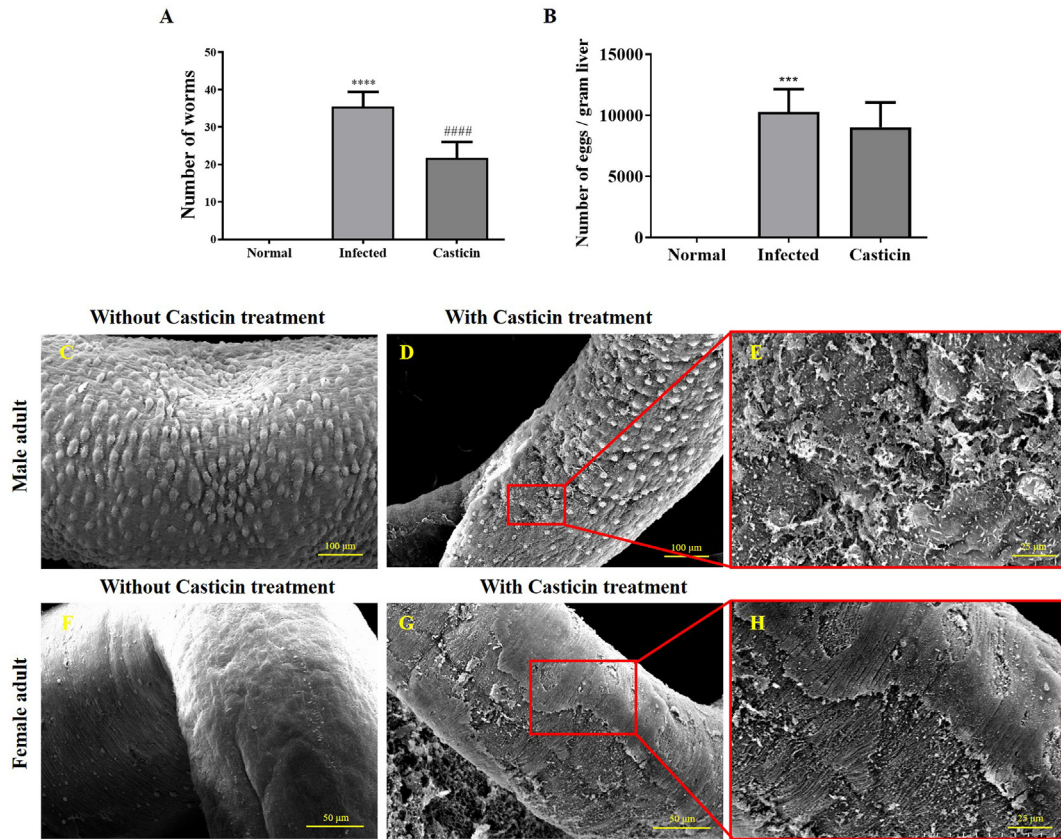 A
Number of worms
50
40
30
20
10
0
****
####
Normal Infected Casticin
B
Number of eggs / gram liver
15000
10000
5000
0
***
Normal Infected Casticin
Without Casticin treatment
With Casticin treatment
Male adult
C
100 μm
D
100 μm
E
25 μm
Without Casticin treatment
With Casticin treatment
Female adult
F
50 μm
G
50 μm
H
25 μm